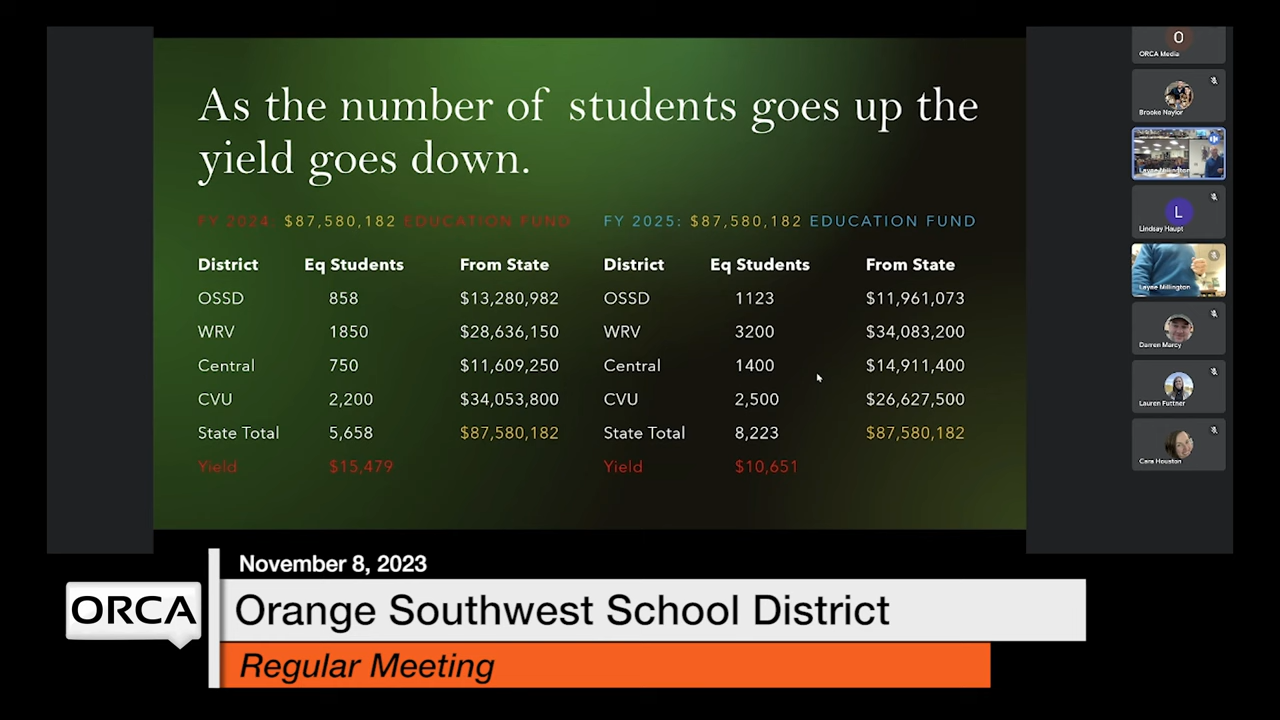 As the number of students goes up the
yield goes down.
FY 2024: $87,580,182 EDUCATION FUND
FY 2025: $87,580,182 EDUCATION FUND
District Eq Students From State
OSSD 858 $13,280,982
WRV 1850 $28,636,150
Central 750 $11,609,250
CVU 2,200 $34,053,800
State Total 5,658 $87,580,182
Yield $15,479
District Eq Students From State
OSSD 1123 $11,961,073
WRV 3200 $34,083,200
Central 1400 $14,911,400
CVU 2,500 $26,627,500
State Total 8,223 $87,580,182
Yield $10,651
O
ORCA Media
Brooke Naylor
Layne Millington
L
Lindsay Haupt
Layne Millington
Darren Marcy
Lauren Futtner
Cara Houston
November 8, 2023
ORCA
Orange Southwest School District
Regular Meeting